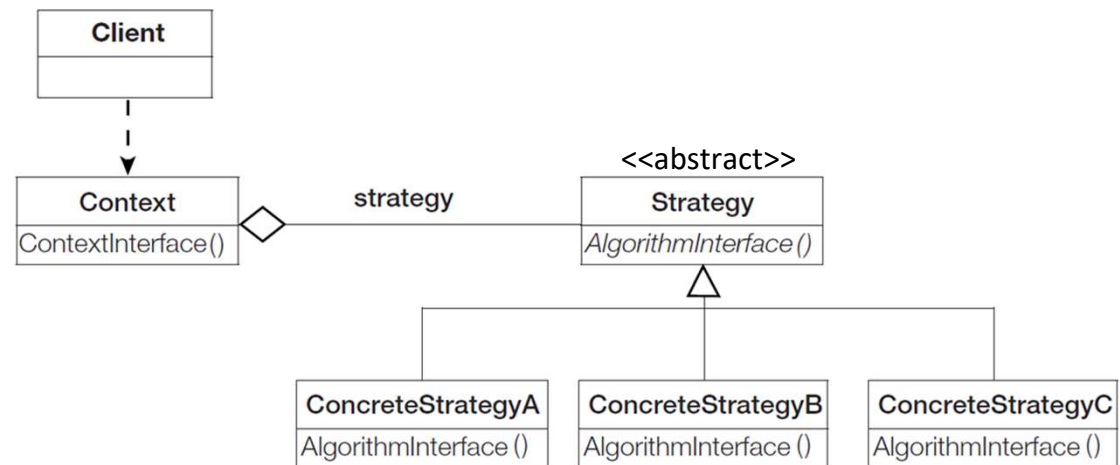 Client
<<abstract>>
Context
strategy
Strategy
ContextInterface()
AlgorithmInterface()
ConcreteStrategyA
ConcreteStrategyB
ConcreteStrategyC
AlgorithmInterface()
AlgorithmInterface()
AlgorithmInterface()